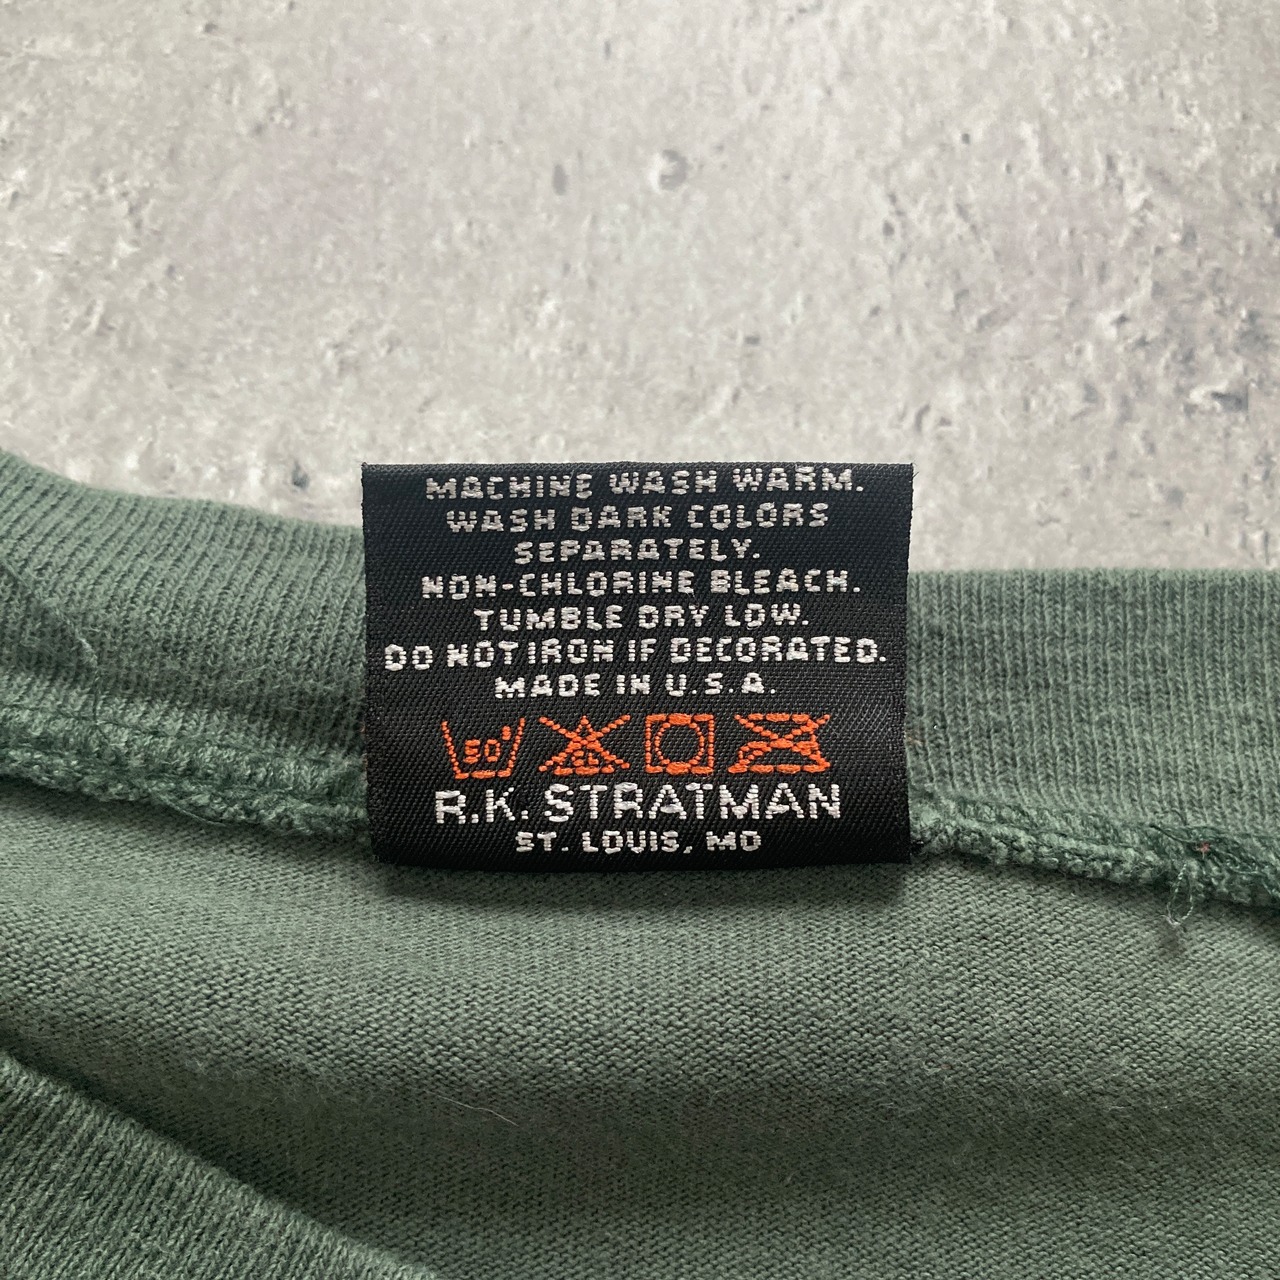 MACHINE WASH WARM.
WASH DARK COLORS
SEPARATELY.
NON-CHLORINE BLEACH.
TUMBLE DRY LOW.
DO NOT IRON IF DECORATED.
MADE IN U.S.A.
50°
R.K. STRATMAN
ST. LOUIS, MO